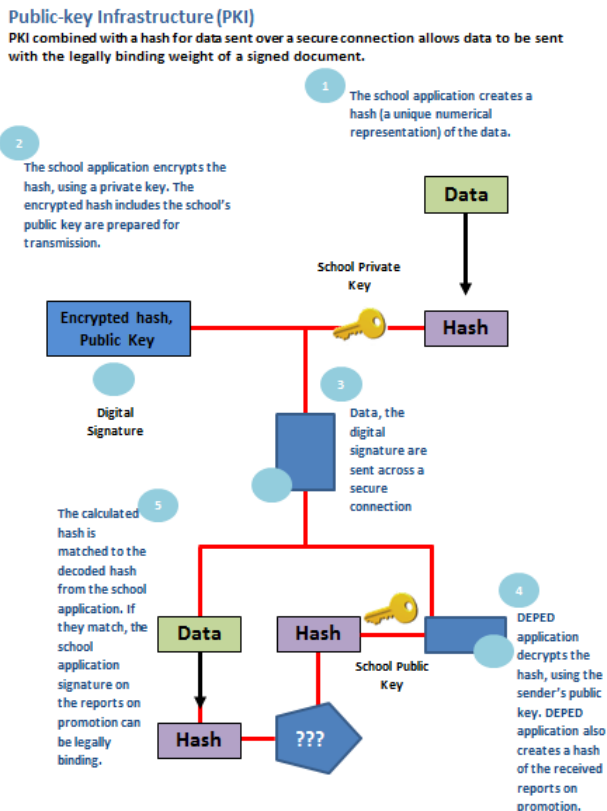 Public-key Infrastructure (PKI)
PKI combined with a hash for data sent over a secure connection allows data to be sent
with the legally binding weight of a signed document.
1
The school application creates a
hash (a unique numerical
representation) of the data.
2
The school application encrypts the
hash, using a private key. The
encrypted hash includes the school's
public key are prepared for
transmission.
Data
School Private
Key
Encrypted hash,
Public Key
Hash
Digital
Signature
3
Data, the
digital
signature are
sent across a
secure
connection
5
The calculated
hash is
matched to the
decoded hash
from the school
application. If
they match, the
school
application
signature on
the reports on
promotion can
be legally
binding.
Data
Hash
School Public
Key
4
DEPED
application
decrypts the
hash, using the
sender's public
key. DEPED
application also
creates a hash
of the received
reports on
promotion.
Hash
???